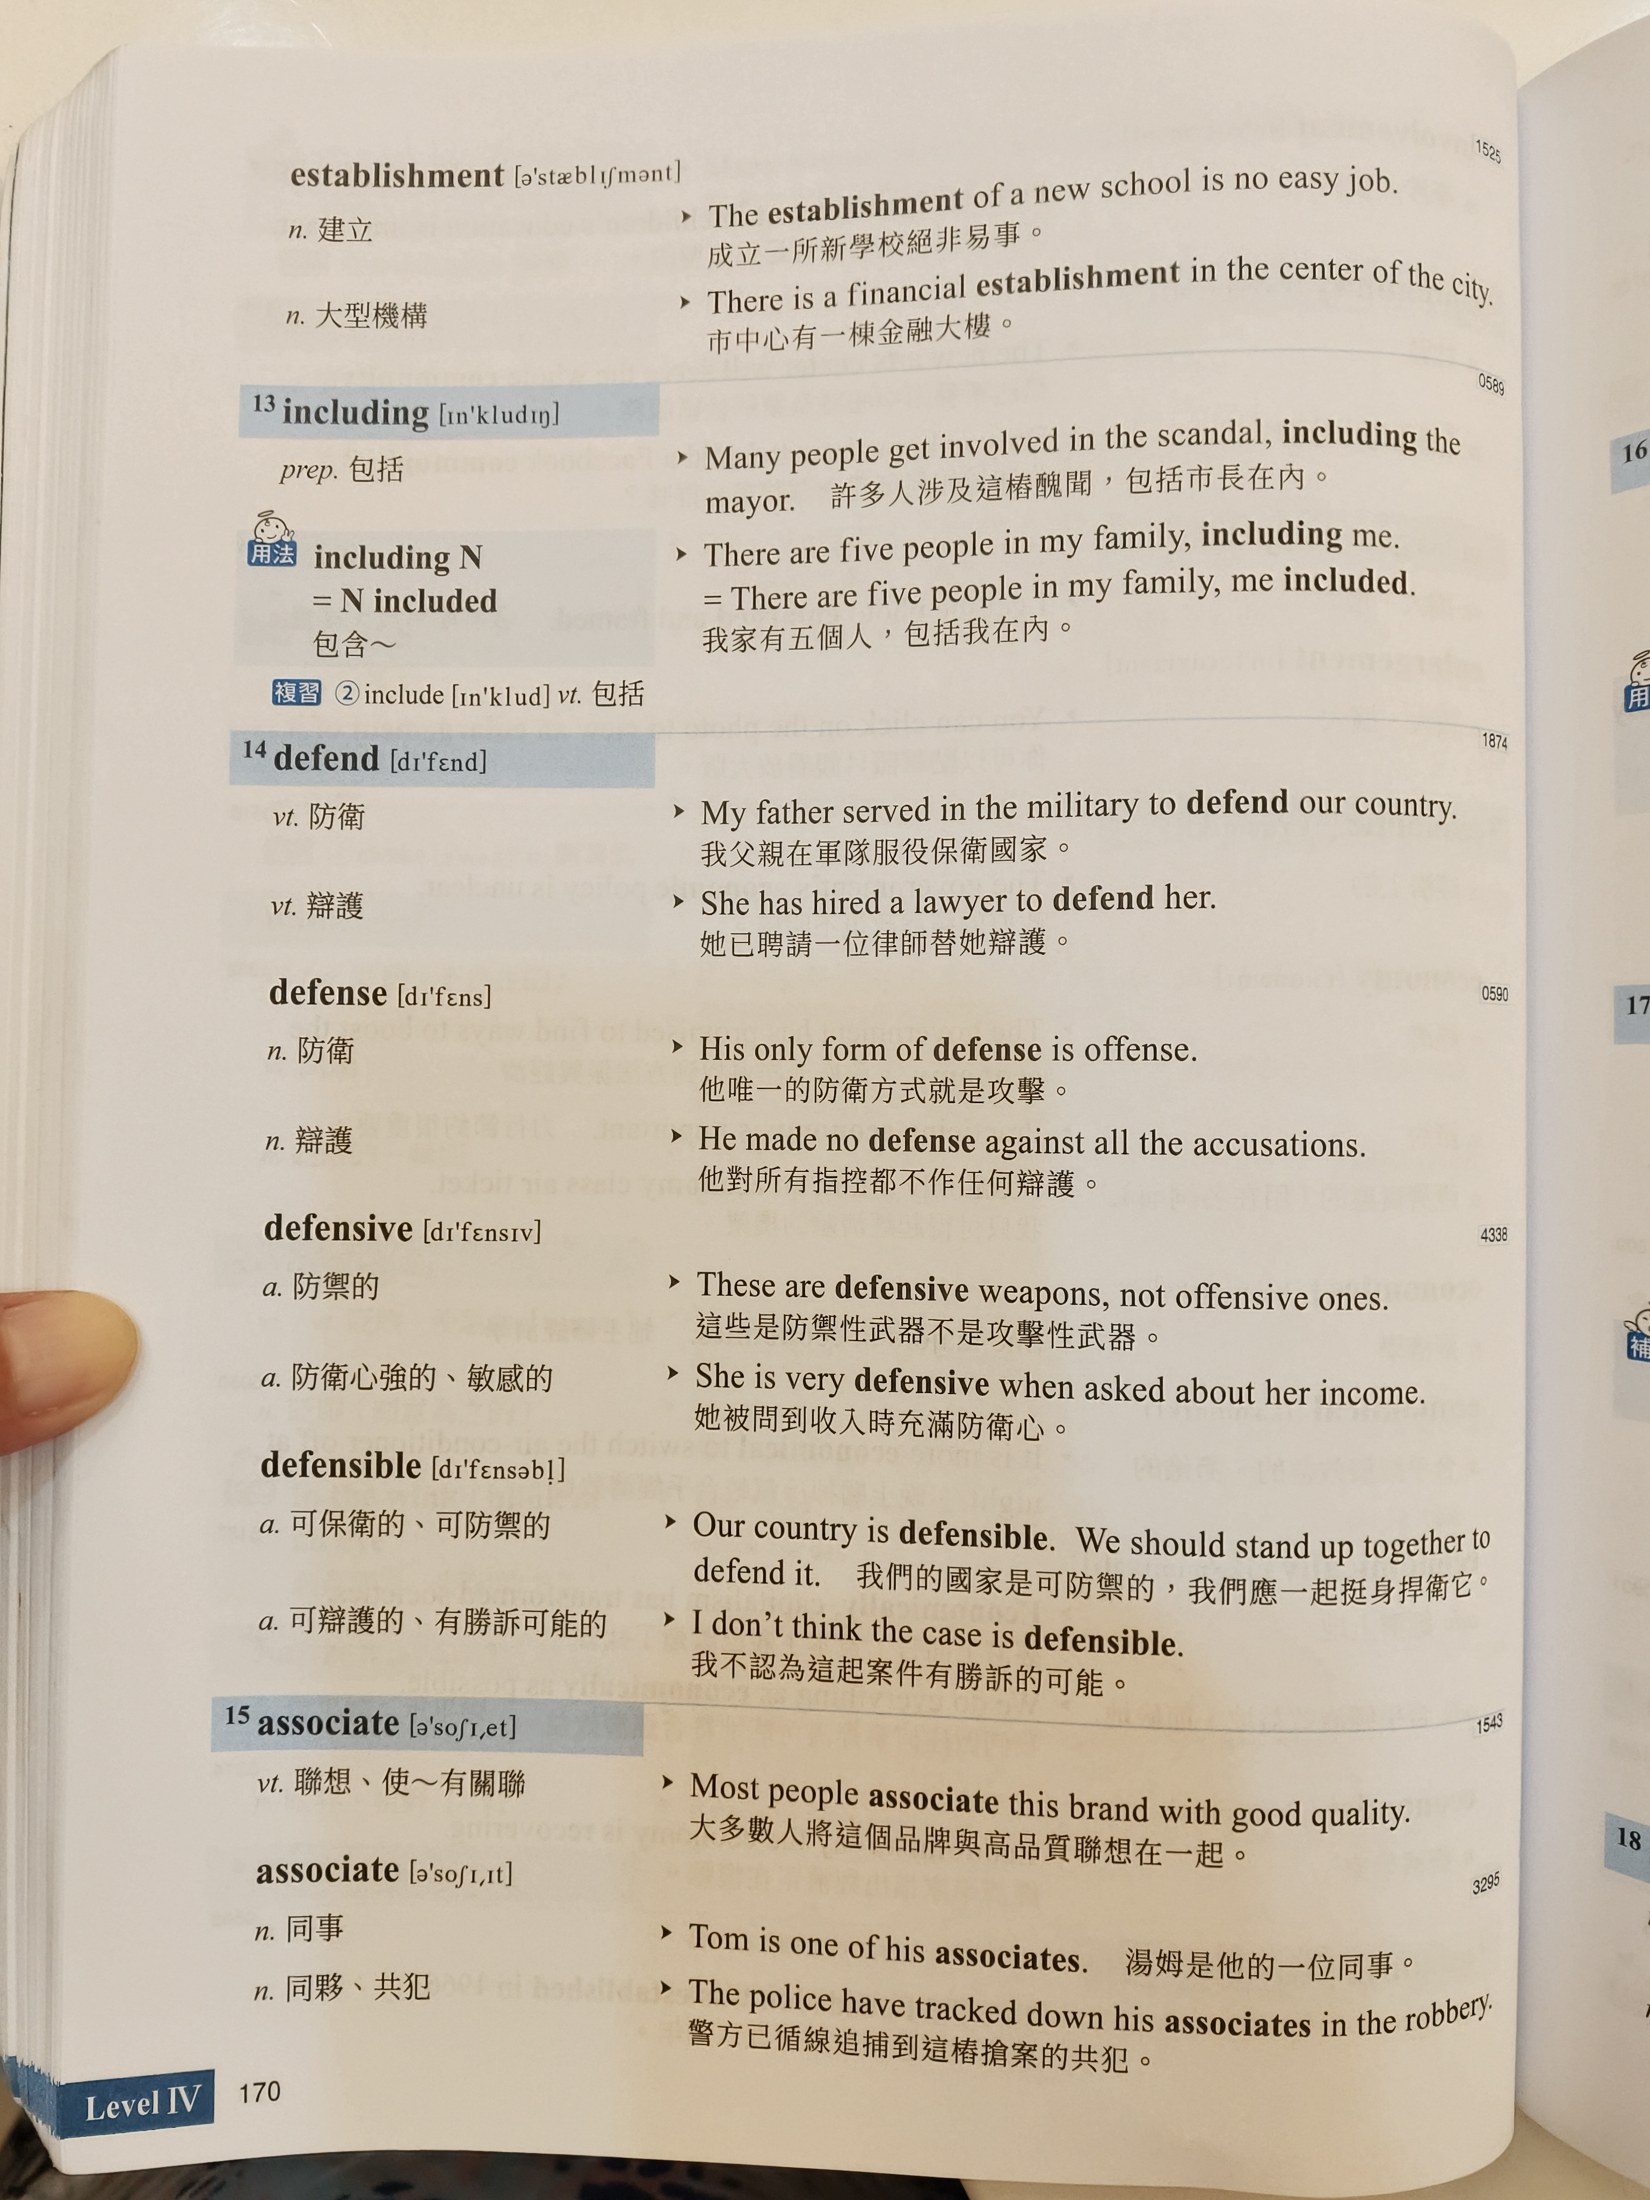 1525
establishment [ə'stæblɪʃmənt]
n. 建立
➤ The establishment of a new school is no easy job.
成立一所新學校絕非易事。
n. 大型機構
➤ There is a financial establishment in the center of the city.
市中心有一棟金融大樓。
0589
13 including [ɪn'kludɪŋ]
prep. 包括
➤ Many people get involved in the scandal, including the
mayor. 許多人涉及這樁醜聞，包括市長在內。
用法 including N
= N included
包含～
➤ There are five people in my family, including me.
= There are five people in my family, me included.
我家有五個人，包括我在內。
複習 ② include [ɪn'klud] vt. 包括
1874
14 defend [dɪ'fɛnd]
vt. 防衛
➤ My father served in the military to defend our country.
我父親在軍隊服役保衛國家。
vt. 辯護
➤ She has hired a lawyer to defend her.
她已聘請一位律師替她辯護。
defense [dɪ'fɛns]
0590
n. 防衛
➤ His only form of defense is offense.
他唯一的防衛方式就是攻擊。
n. 辯護
➤ He made no defense against all the accusations.
他對所有指控都不作任何辯護。
defensive [dɪ'fɛnsɪv]
4338
a. 防禦的
➤ These are defensive weapons, not offensive ones.
這些是防禦性武器不是攻擊性武器。
a. 防衛心強的、敏感的
➤ She is very defensive when asked about her income.
她被問到收入時充滿防衛心。
defensible [dɪ'fɛnsəbl̩]
a. 可保衛的、可防禦的
➤ Our country is defensible. We should stand up together to
defend it. 我們的國家是可防禦的，我們應一起挺身捍衛它。
a. 可辯護的、有勝訴可能的
➤ I don't think the case is defensible.
我不認為這起案件有勝訴的可能。
15 associate [ə'soʃɪ,et]
1543
vt. 聯想、使～有關聯
➤ Most people associate this brand with good quality.
大多數人將這個品牌與高品質聯想在一起。
associate [ə'soʃɪ,ɪt]
3295
n. 同事
➤ Tom is one of his associates. 湯姆是他的一位同事。
n. 同夥、共犯
➤ The police have tracked down his associates in the robbery.
警方已循線追捕到這樁搶案的共犯。
Level Ⅳ 170
16
用
17
補
18